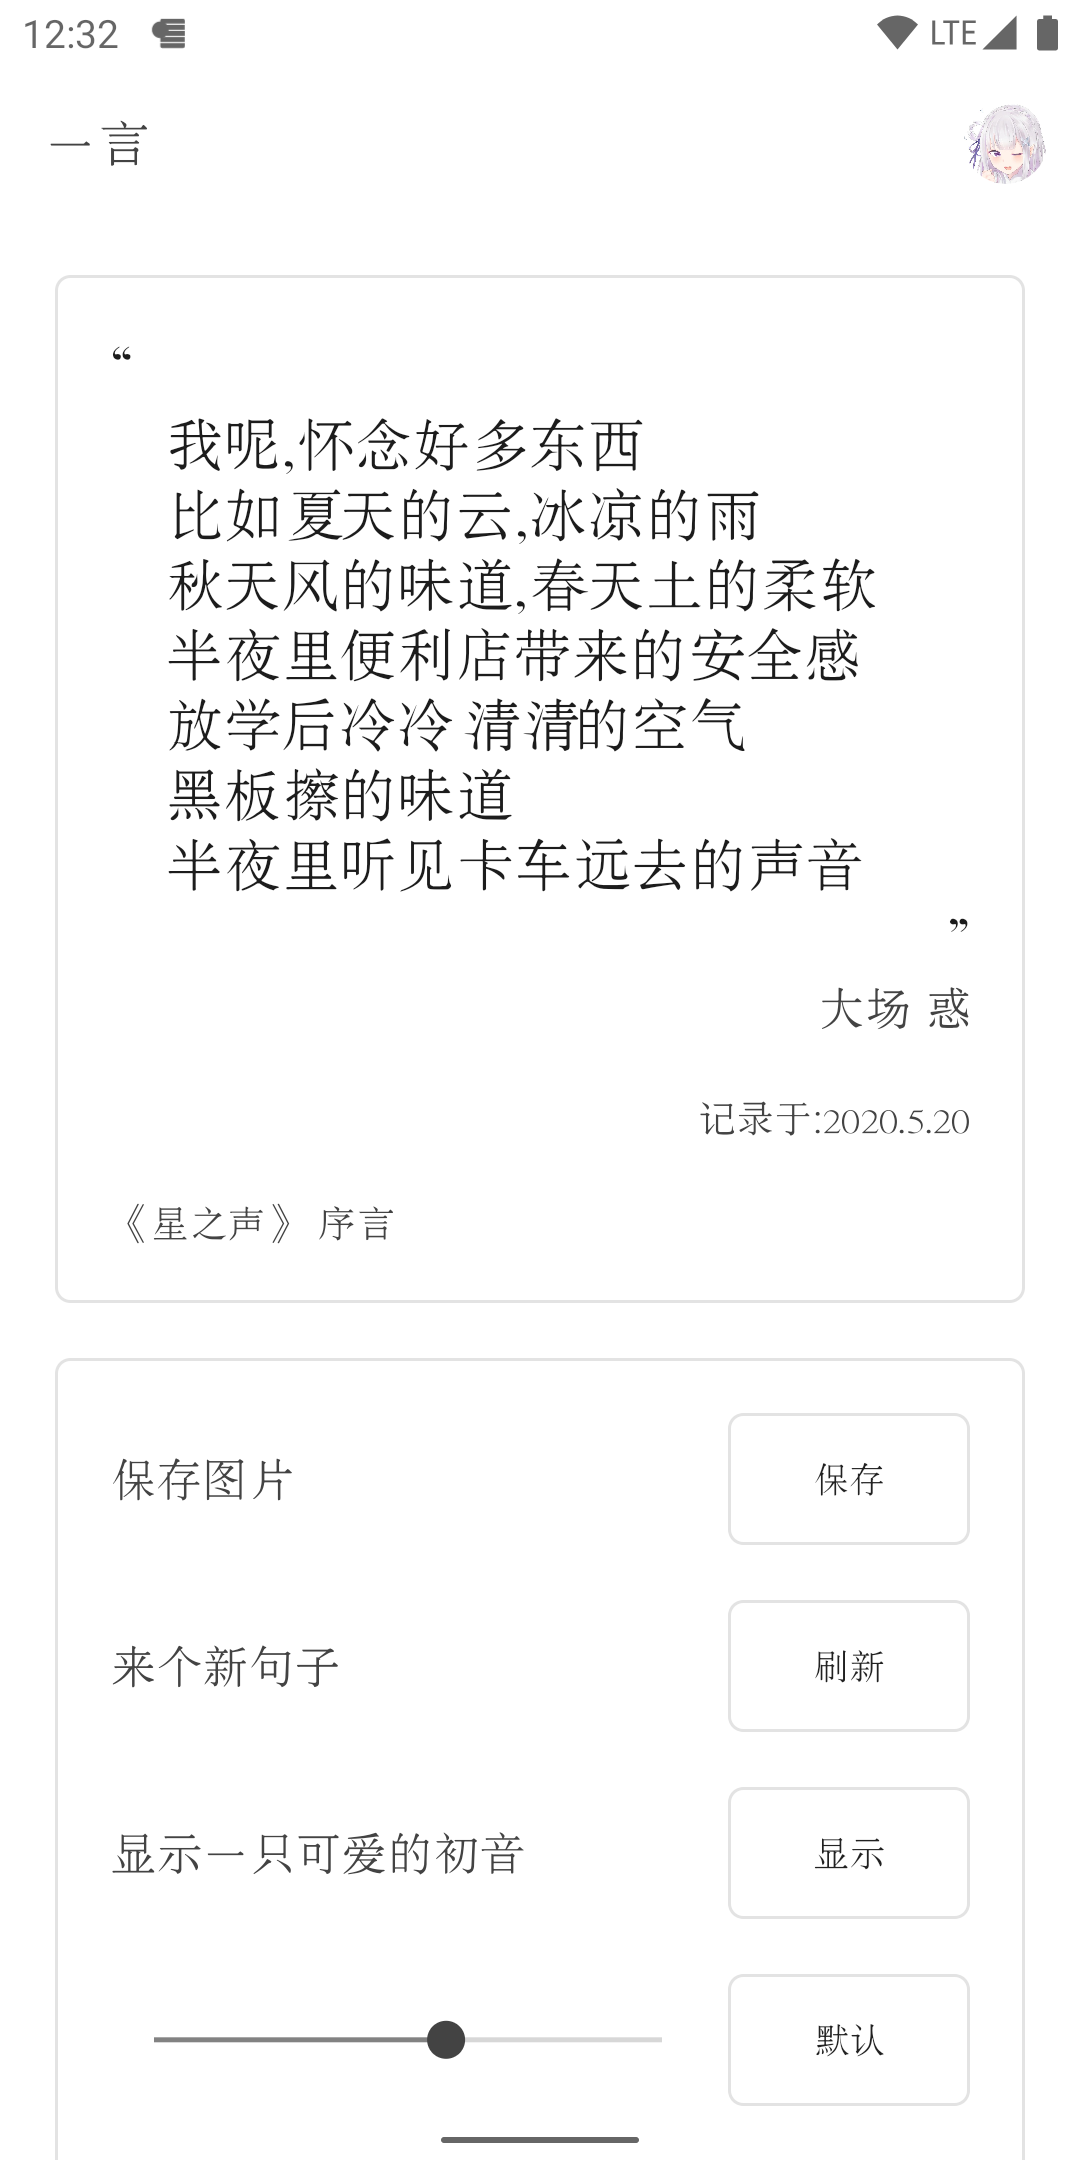 12:32
LTE
一言
“
我呢,怀念好多东西
比如夏天的云,冰凉的雨
秋天风的味道,春天土的柔软
半夜里便利店带来的安全感
放学后冷冷清清的空气
黑板擦的味道
半夜里听见卡车远去的声音
”
大场 惑
记录于:2020.5.20
《星之声》 序言
保存图片
保存
来个新句子
刷新
显示一只可爱的初音
显示
默认